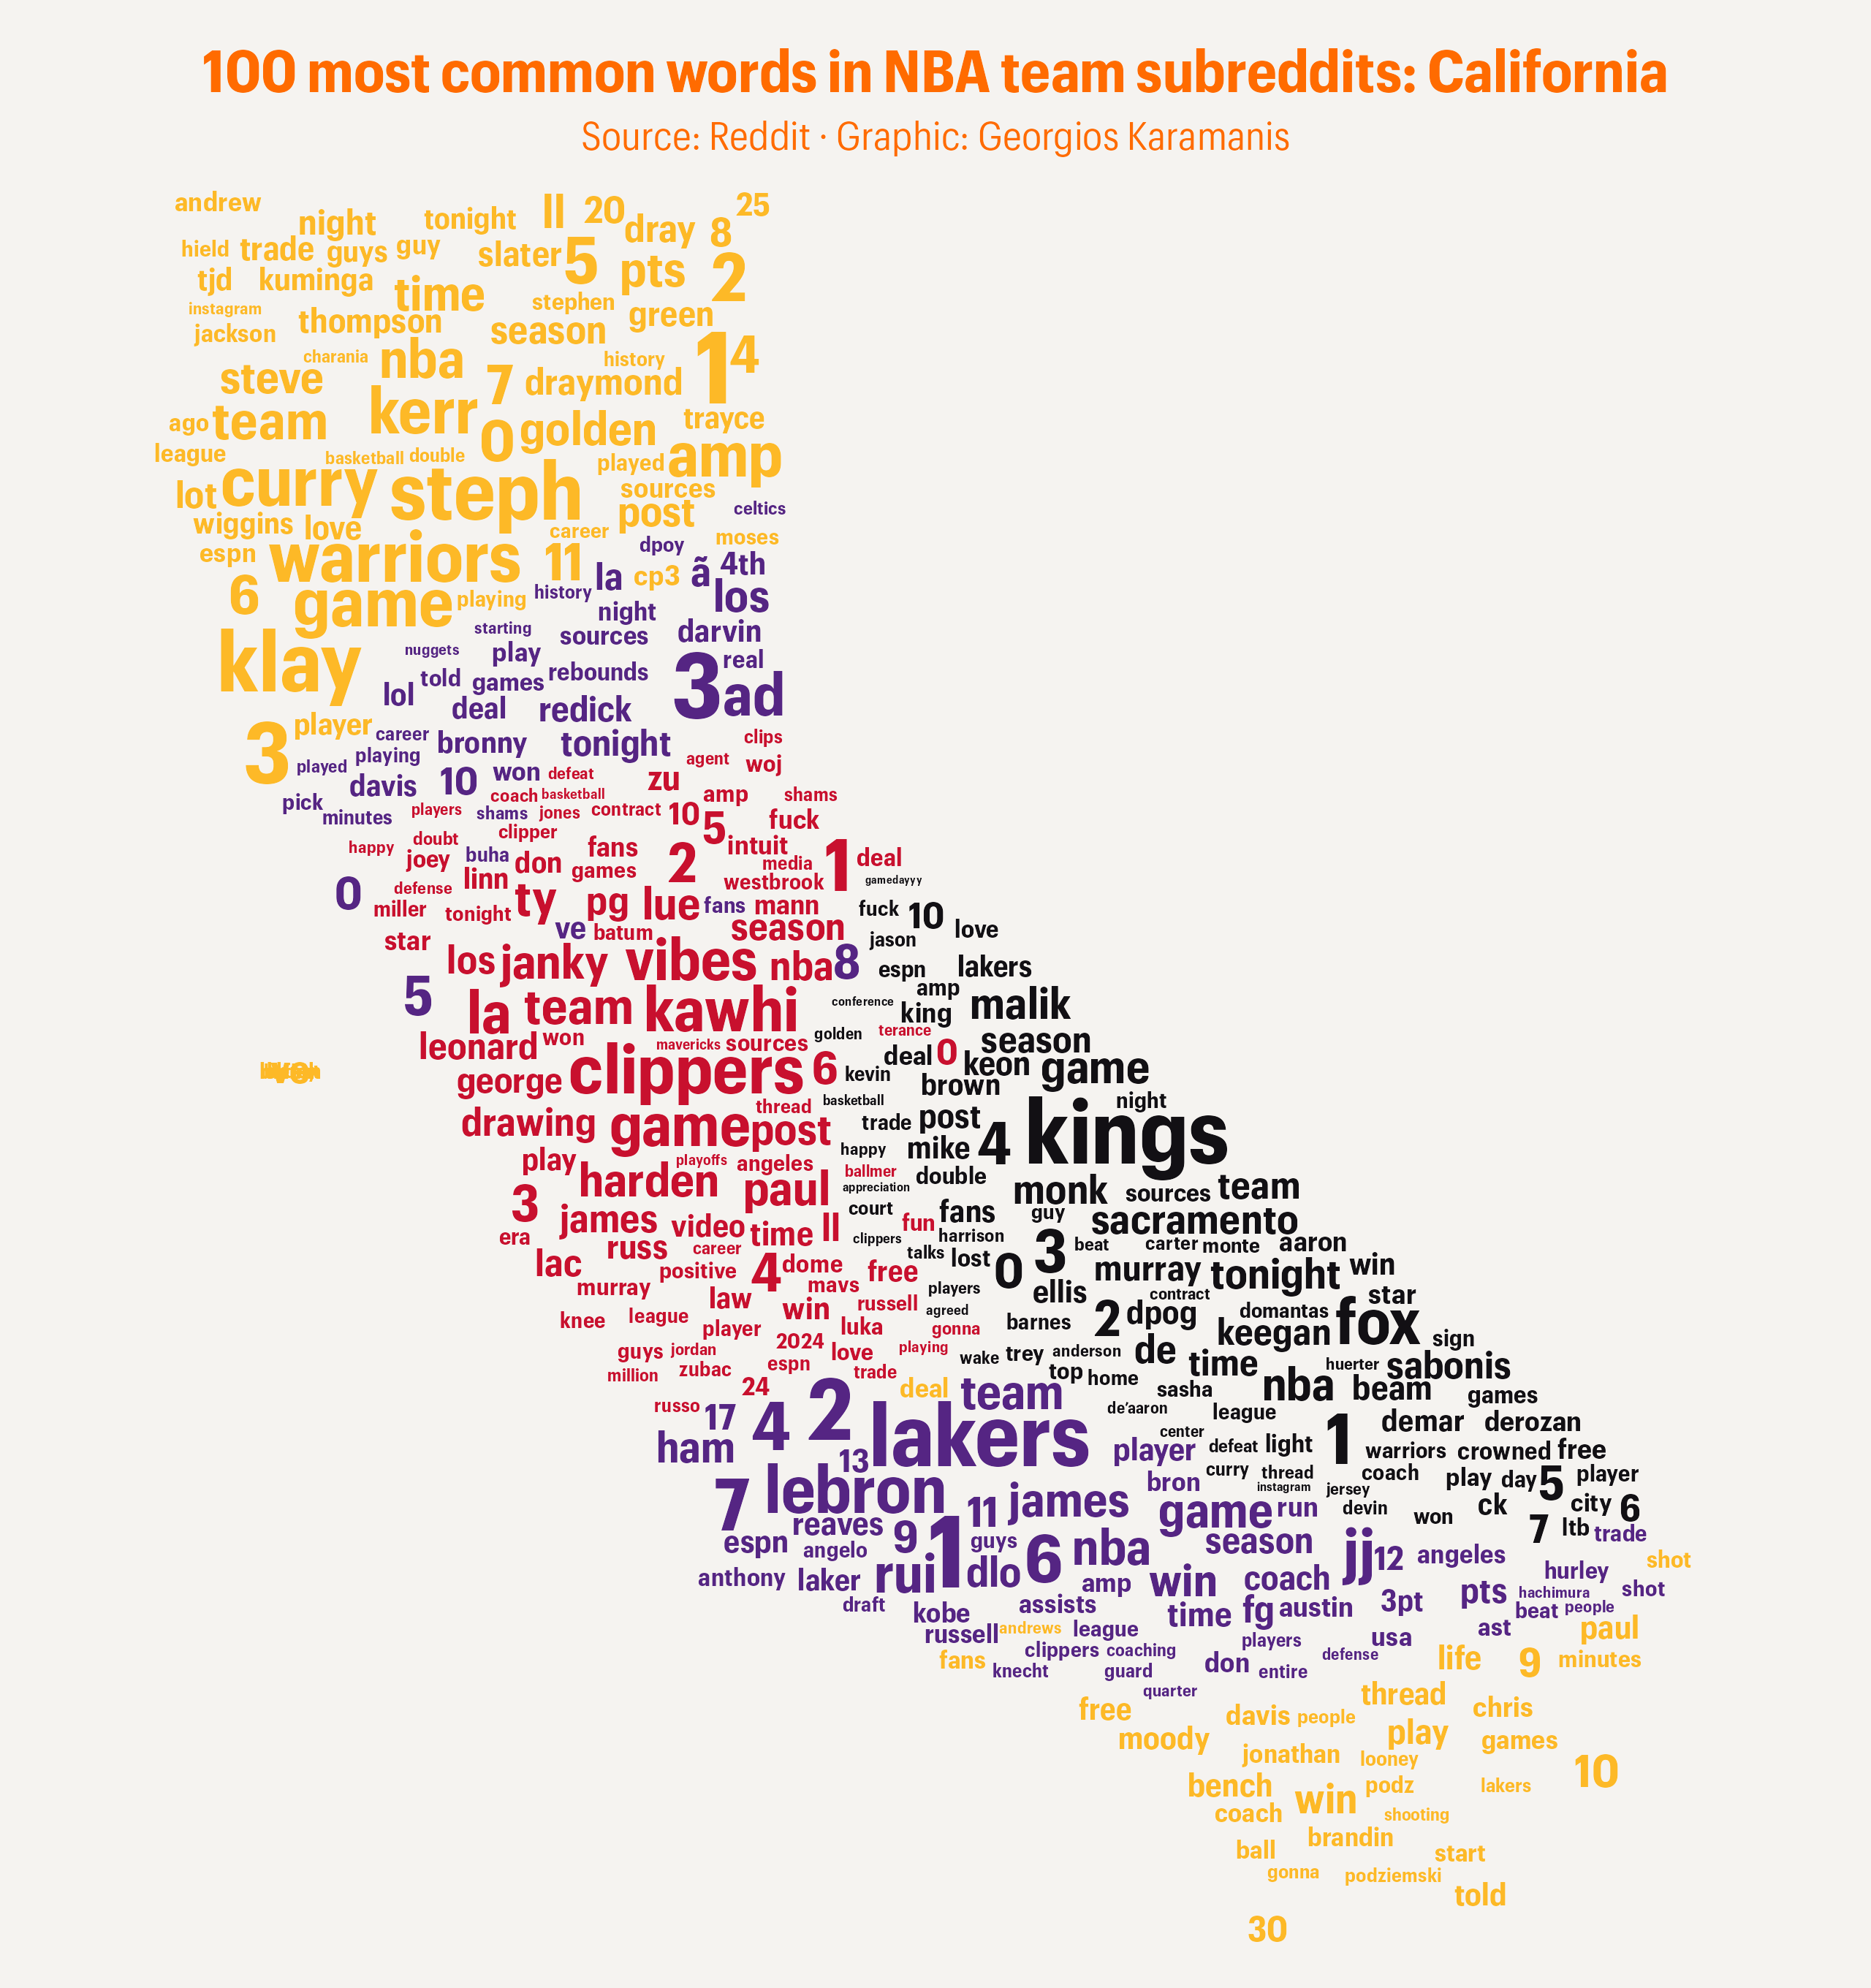 100 most common words in NBA team subreddits: California
Source: Reddit · Graphic: Georgios Karamanis
andrew night tonight ll 20 dray 8 25
hield trade guys guy slater 5 pts 2
tjd kuminga time stephen green
instagram jackson thompson season
charania nba history 14
steve 7 draymond
ago team kerr 0 golden trayce
league basketball double played amp
lot curry steph sources
wiggins love career post celtics
espn warriors 11 dpoy moses
6 game playing history la cp3 ã 4th
night los
klay starting sources darvin
nuggets play real
lol told games rebounds 3 ad
deal redick
3 player career bronny tonight clips
played playing agent woj
davis 10 won defeat zu
pick coach basketball amp shams
minutes players shams jones contract 10 5 fuck
happy doubt clipper fans 2 intuit 1 deal
joey buha don games media
0 defense linn westbrook gamedayyy
miller tonight ty pg lue fans mann fuck 10
star ve batum season jason love
los janky vibes nba 8 espn lakers
5 la team kawhi conference amp king malik
leonard won mavericks sources golden terance season
george clippers 6 kevin deal 0 keon game
brown
drawing game thread post basketball trade post night
kings
play playoffs angeles happy mike 4
harden paul ballmer double
3 appreciation monk sources team
james video time ll court fans guy sacramento
era russ career fun harrison 3 beat carter monte aaron
lac positive 4 dome clippers talks lost 0 murray tonight win
murray law mavs free players ellis contract star
knee league player win russell agreed barnes 2 dpog domantas fox
guys jordan 2024 luka gonna keegan sign
million zubac espn love playing wake trey anderson de time huerter sabonis
24 trade top home sasha nba beam games
russo 17 4 2 deal team de’aaron league 1 demar derozan
ham 13 lakers player center defeat light warriors crowned free
7 lebron bron curry thread coach play day 5 player
11 james instagram jersey ck city 6
reaves 9 1 guys game run devin won 7 ltb trade
espn angelo 6 nba season jj 12 angeles shot
anthony laker rui dlo amp win coach hurley
draft kobe assists time fg austin 3pt pts hachimura shot
russell andrews league usa ast beat people paul
fans clippers coaching players defense life 9 minutes
knecht guard don entire
quarter thread
free davis people chris
moody play games
jonathan looney 10
bench win podz lakers
coach shooting
ball brandin start
gonna podziemski
told
30